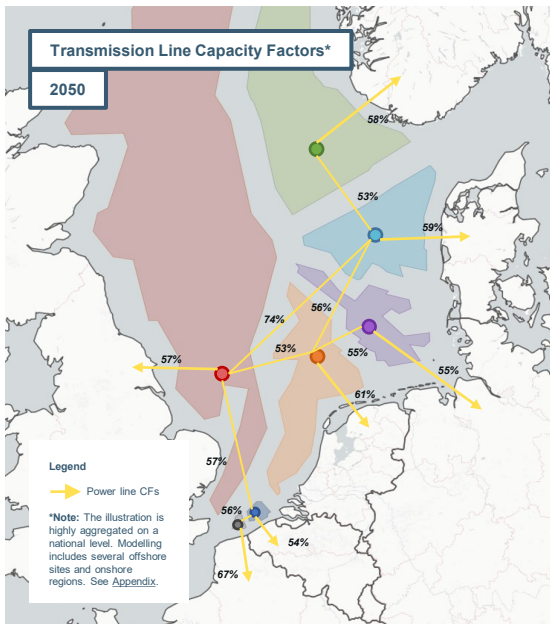 Transmission Line Capacity Factors*
2050
58%
53%
59%
74%
56%
53%
55%
57%
55%
61%
57%
56%
54%
67%
Legend
Power line CFs
*Note: The illustration is
highly aggregated on a
national level. Modelling
includes several offshore
sites and onshore
regions. See Appendix.